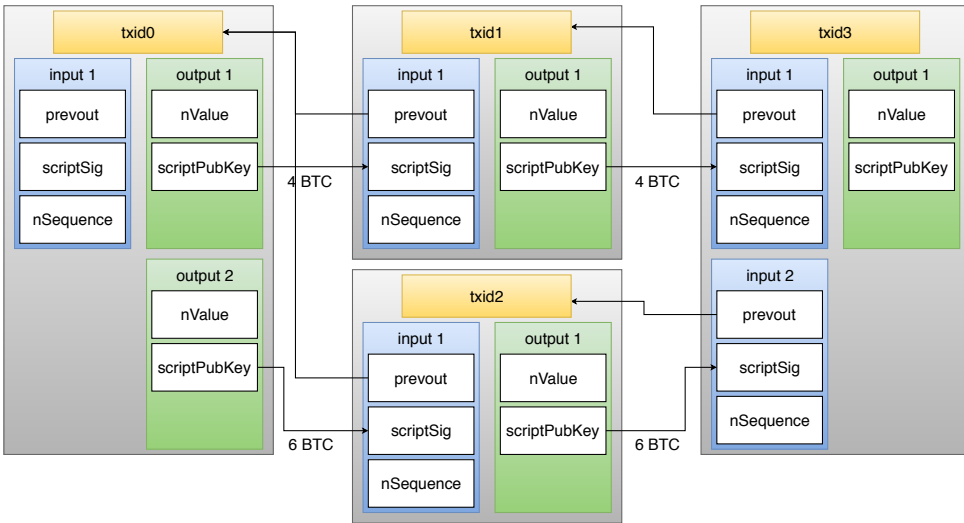 txid0
input 1
prevout
scriptSig
nSequence
output 1
nValue
scriptPubKey
output 2
nValue
scriptPubKey
4 BTC
6 BTC
txid1
input 1
prevout
scriptSig
nSequence
output 1
nValue
scriptPubKey
txid2
input 1
prevout
scriptSig
nSequence
output 1
nValue
scriptPubKey
4 BTC
6 BTC
txid3
input 1
prevout
scriptSig
nSequence
output 1
nValue
scriptPubKey
input 2
prevout
scriptSig
nSequence